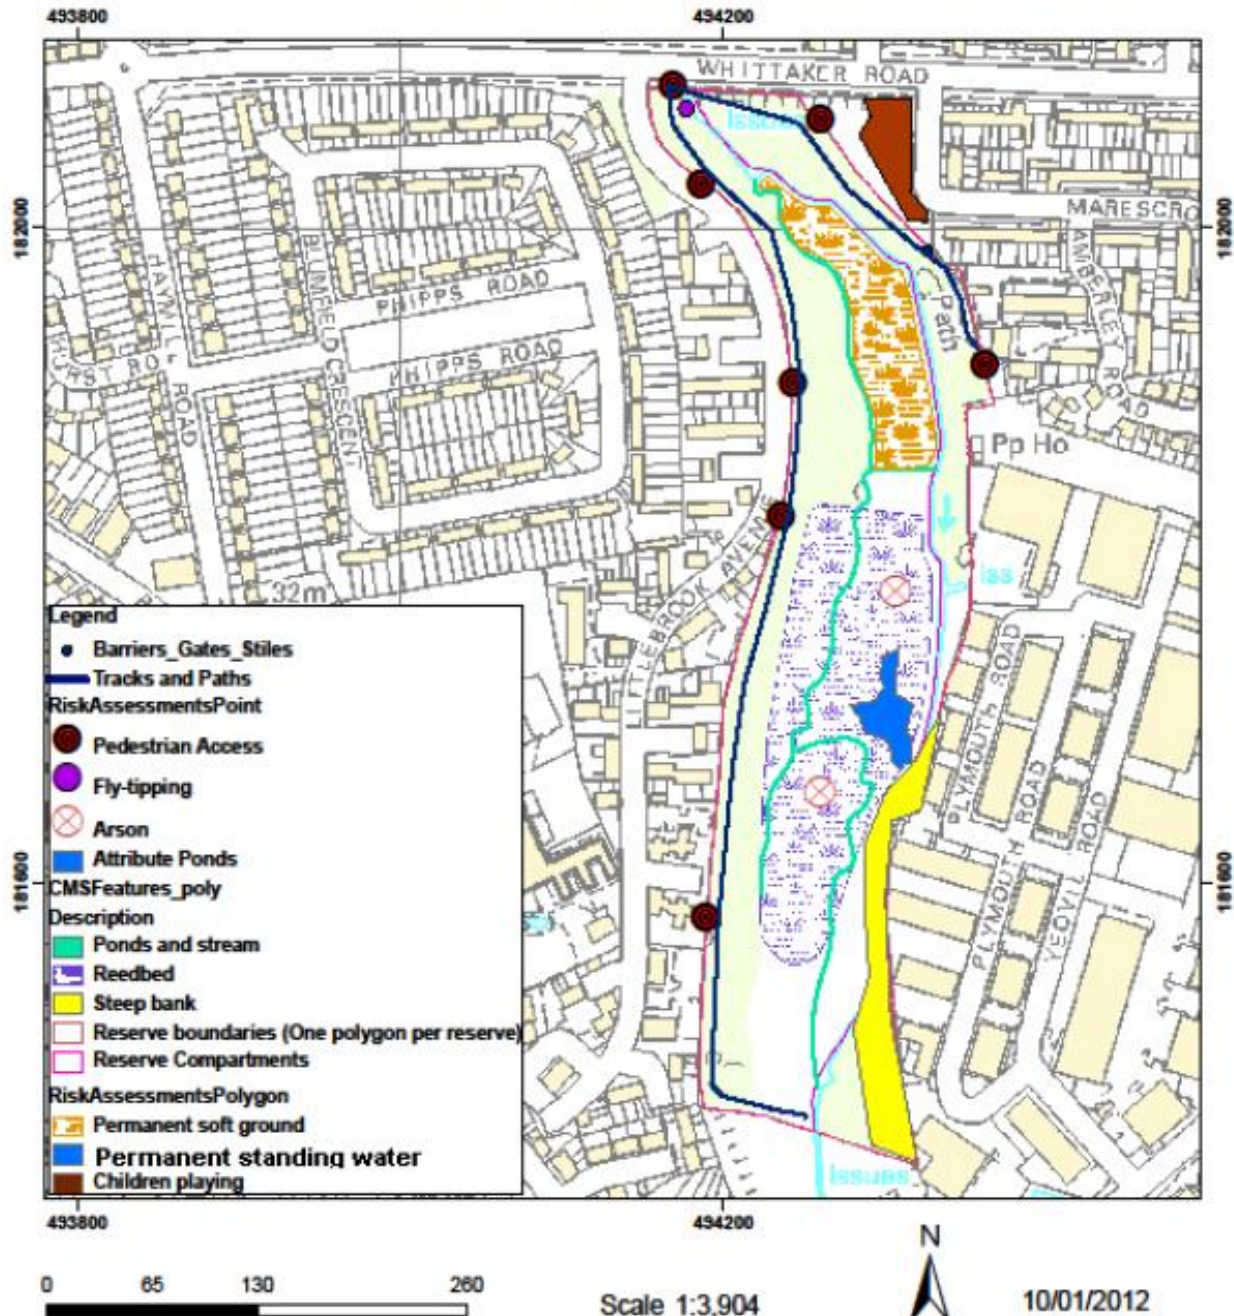 493800
494200
WHITTAKER ROAD
Issues
182000
182000
MARESCRO
AMBERLEY ROAD
BLINFIELD CRESCENT
PHIPPS ROAD
PHIPPS ROAD
ROAD
Path
Pp Ho
LITTLEBROOK AVENUE
Iss
32m
PLYMOUTH ROAD
PLYMOUTH ROAD
YEOVIL ROAD
181600
181600
Issues
Legend
Barriers_Gates_Stiles
Tracks and Paths
RiskAssessmentsPoint
Pedestrian Access
Fly-tipping
Arson
Attribute Ponds
CMSFeatures_poly
Description
Ponds and stream
Reedbed
Steep bank
Reserve boundaries (One polygon per reserve)
Reserve Compartments
RiskAssessmentsPolygon
Permanent soft ground
Permanent standing water
Children playing
493800
494200
N
0 65 130 260
Scale 1:3,904
10/01/2012